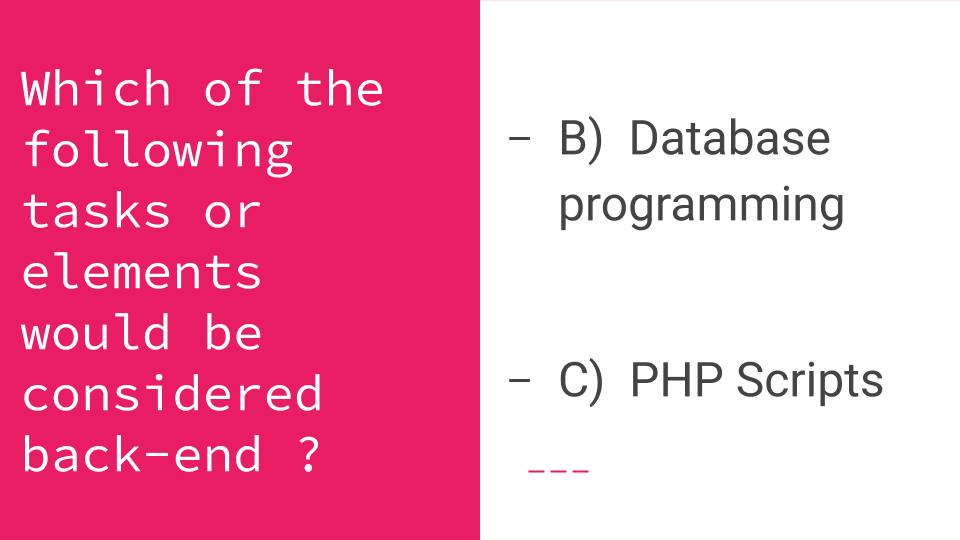 Which of the
following
tasks or
elements
would be
considered
back-end ?
- B) Database
programming
- C) PHP Scripts
---